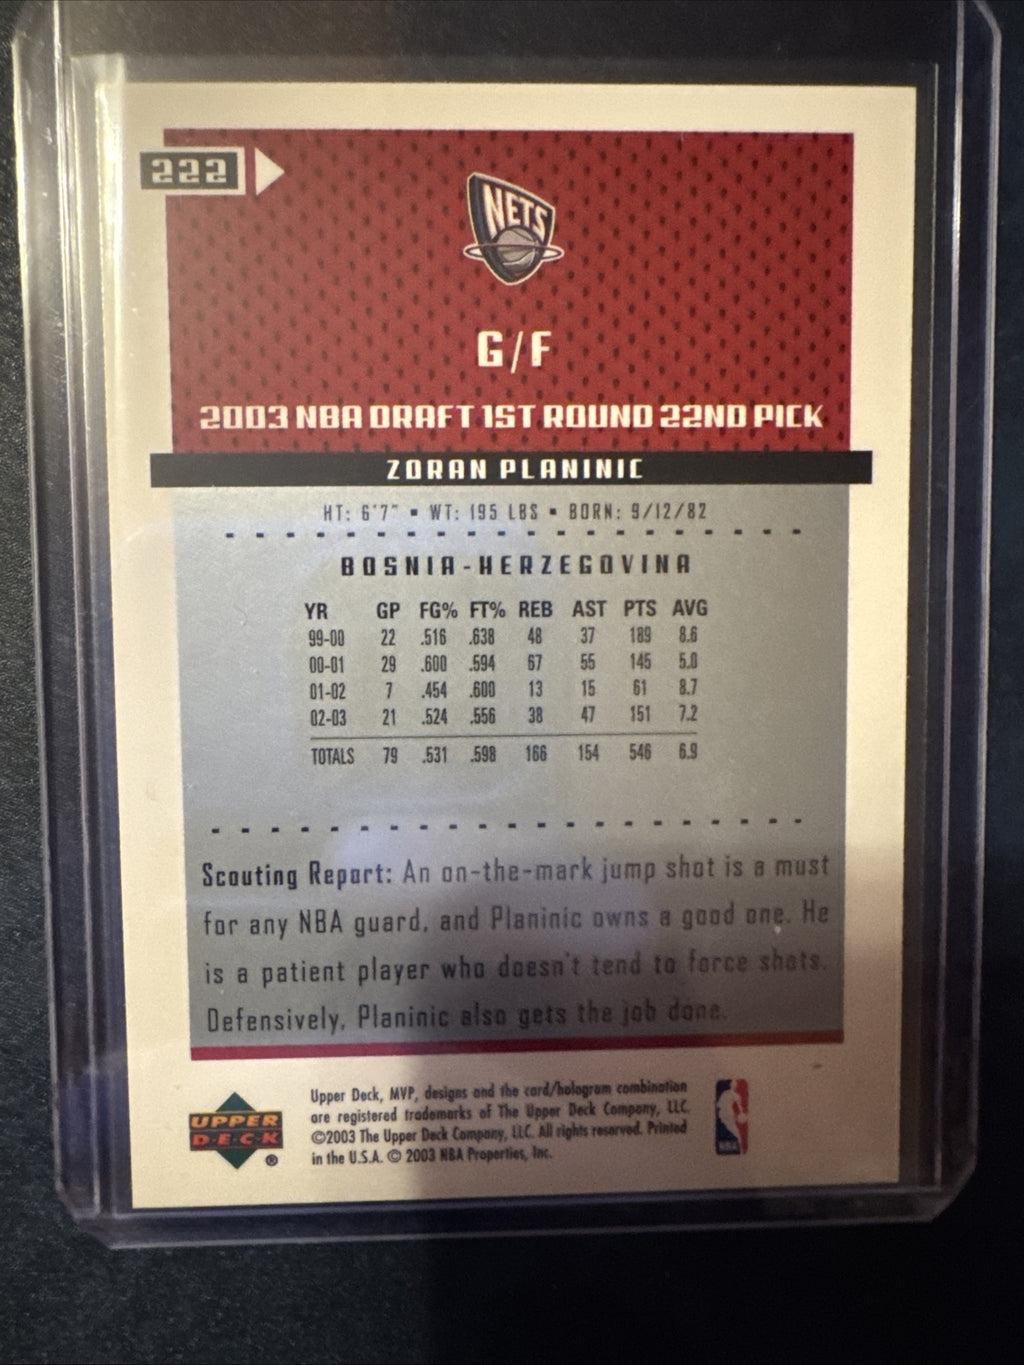 222
NETS
G/F
2003 NBA DRAFT 1ST ROUND 22ND PICK
ZORAN PLANINIC
HT: 6'7" ▪ WT: 195 LBS ▪ BORN: 9/12/82
BOSNIA-HERZEGOVINA
YR GP FG% FT% REB AST PTS AVG
99-00 22 .516 .638 48 37 189 8.6
00-01 29 .600 .594 67 55 145 5.0
01-02 7 .454 .600 13 15 61 8.7
02-03 21 .524 .556 38 47 151 7.2
TOTALS 79 .531 .598 166 154 546 6.9
Scouting Report: An on-the-mark jump shot is a must
for any NBA guard, and Planinic owns a good one. He
is a patient player who doesn't tend to force shots.
Defensively, Planinic also gets the job done.
UPPER
DECK
®
Upper Deck, MVP, designs and the card/hologram combination
are registered trademarks of The Upper Deck Company, LLC.
©2003 The Upper Deck Company, LLC. All rights reserved. Printed
in the U.S.A. © 2003 NBA Properties, Inc.
NBA